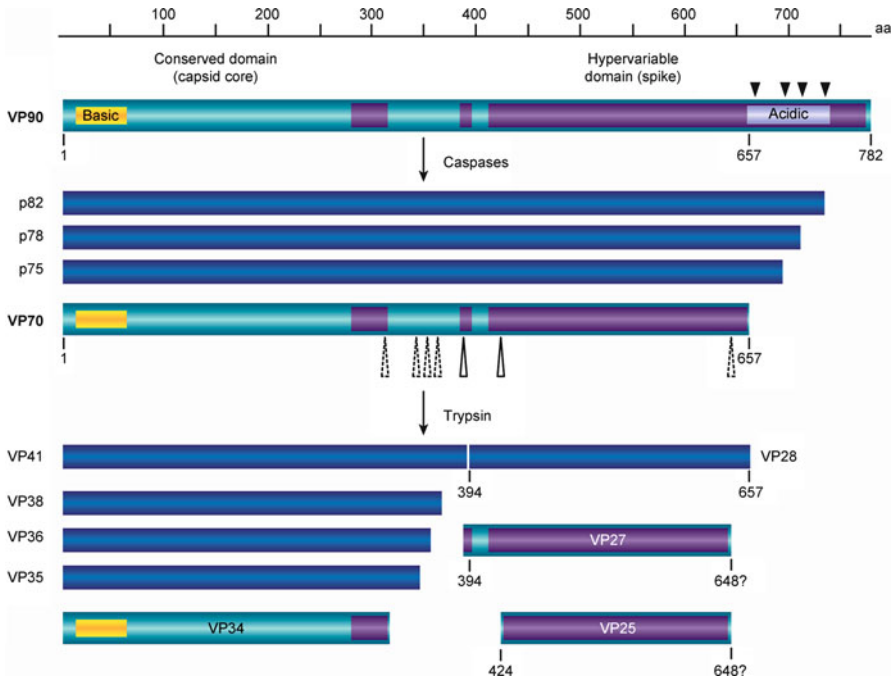 100 200 300 400 500 600 700 aa
Conserved domain
(capsid core)
Hypervariable
domain (spike)
VP90 Basic Acidic
1 657 782
Caspases
p82
p78
p75
VP70
1 657
Trypsin
VP41 VP28
394 657
VP38
VP36 VP27
394 648?
VP35
VP34 VP25
424 648?